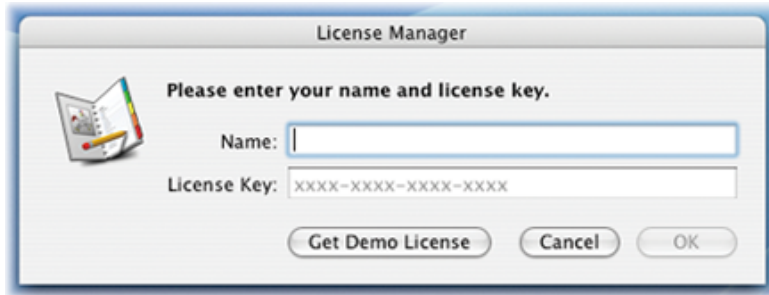 License Manager
Please enter your name and license key.
Name:
License Key: xxxx-xxxx-xxxx-xxxx
Get Demo License Cancel OK